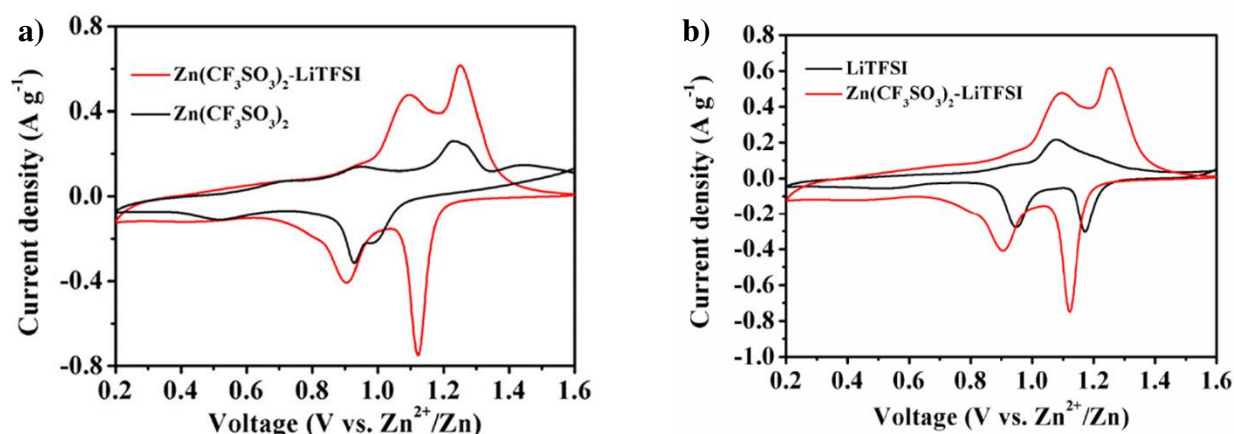 a)
Zn(CF₃SO₃)₂-LiTFSI
Zn(CF₃SO₃)₂
Current density (A g⁻¹)
0.8
0.4
0.0
-0.4
-0.8
0.2 0.4 0.6 0.8 1.0 1.2 1.4 1.6
Voltage (V vs. Zn²⁺/Zn)
b)
LiTFSI
Zn(CF₃SO₃)₂-LiTFSI
Current density (A g⁻¹)
0.8
0.6
0.4
0.2
0.0
-0.2
-0.4
-0.6
-0.8
-1.0
0.2 0.4 0.6 0.8 1.0 1.2 1.4 1.6
Voltage (V vs. Zn²⁺/Zn)